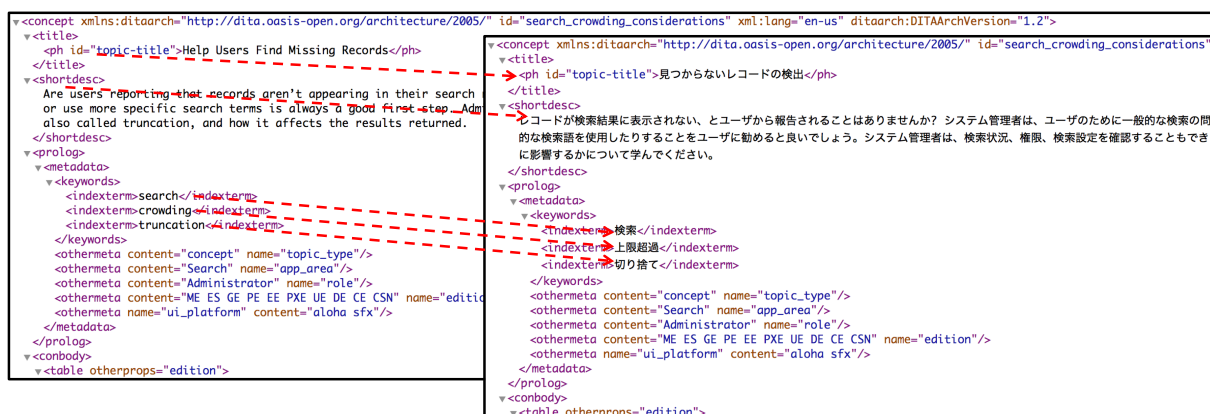 ▼<concept xmlns:ditaarch="http://dita.oasis-open.org/architecture/2005/" id="search_crowding_considerations" xml:lang="en-us" ditaarch:DITAArchVersion="1.2">
▼<title>
<ph id="topic-title">Help Users Find Missing Records</ph>
</title>
▼<shortdesc>
Are users reporting that records aren't appearing in their search
or use more specific search terms is always a good first step. Adm
also called truncation, and how it affects the results returned.
</shortdesc>
▼<prolog>
▼<metadata>
▼<keywords>
<indexterm>search</indexterm>
<indexterm>crowding</indexterm>
<indexterm>truncation</indexterm>
</keywords>
<othermeta content="concept" name="topic_type"/>
<othermeta content="Search" name="app_area"/>
<othermeta content="Administrator" name="role"/>
<othermeta content="ME ES GE PE EE PXE UE DE CE CSN" name="editio
<othermeta name="ui_platform" content="aloha sfx"/>
</metadata>
</prolog>
▼<conbody>
▼<table otherprops="edition">
▼<concept xmlns:ditaarch="http://dita.oasis-open.org/architecture/2005/" id="search_crowding_considerations"
▼<title>
<ph id="topic-title">見つからないレコードの検出</ph>
</title>
▼<shortdesc>
レコードが検索結果に表示されない、とユーザから報告されることはありませんか? システム管理者は、ユーザのために一般的な検索の問
的な検索語を使用したりすることをユーザに勧めると良いでしょう。システム管理者は、検索状況、権限、検索設定を確認することもでき
に影響するかについて学んでください。
</shortdesc>
▼<prolog>
▼<metadata>
▼<keywords>
<indexterm>検索</indexterm>
<indexterm>上限超過</indexterm>
<indexterm>切り捨て</indexterm>
</keywords>
<othermeta content="concept" name="topic_type"/>
<othermeta content="Search" name="app_area"/>
<othermeta content="Administrator" name="role"/>
<othermeta content="ME ES GE PE EE PXE UE DE CE CSN" name="edition"/>
<othermeta name="ui_platform" content="aloha sfx"/>
</metadata>
</prolog>
▼<conbody>
▼<table otherprops="edition">